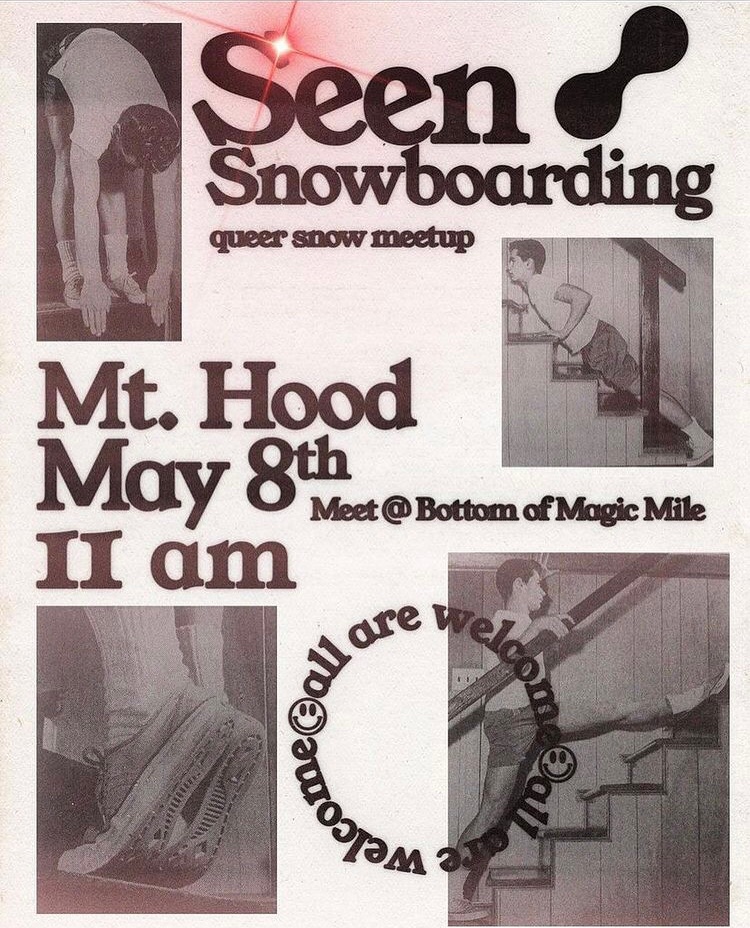 Seen
Snowboarding
queer snow meetup
Mt. Hood
May 8th
Meet @ Bottom of Magic Mile
11 am
all are welcome
all are welcome